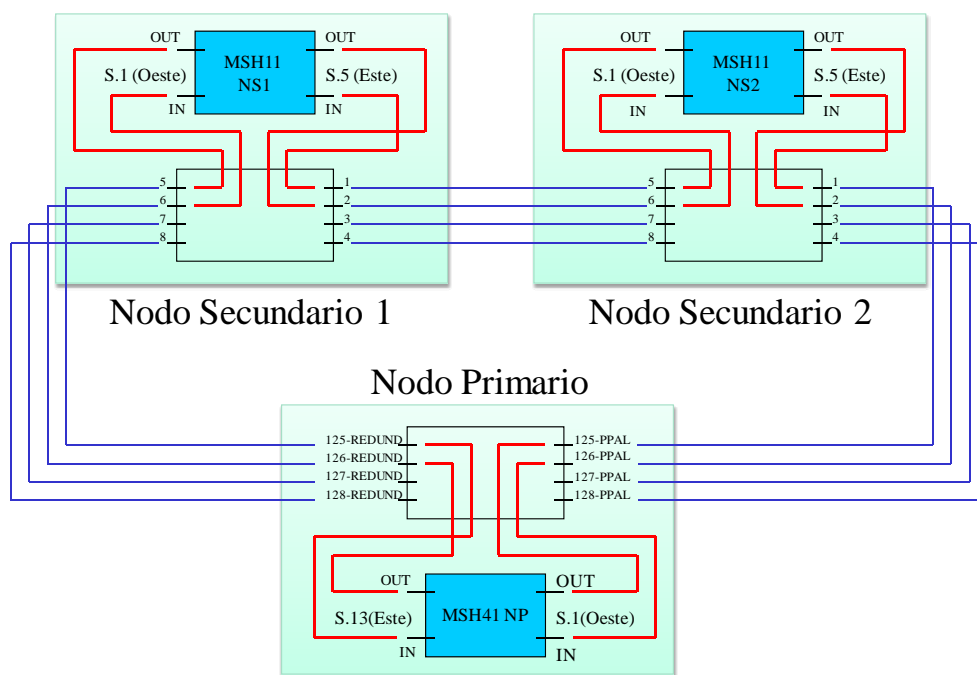 OUT
OUT
MSH11
NS1
S.1 (Oeste)
S.5 (Este)
IN
IN
5
6
7
8
1
2
3
4
Nodo Secundario 1
OUT
OUT
MSH11
NS2
S.1 (Oeste)
S.5 (Este)
IN
IN
5
6
7
8
1
2
3
4
Nodo Secundario 2
Nodo Primario
125-REDUND
126-REDUND
127-REDUND
128-REDUND
125-PPAL
126-PPAL
127-PPAL
128-PPAL
OUT
OUT
S.13(Este)
MSH41 NP
S.1(Oeste)
IN
IN